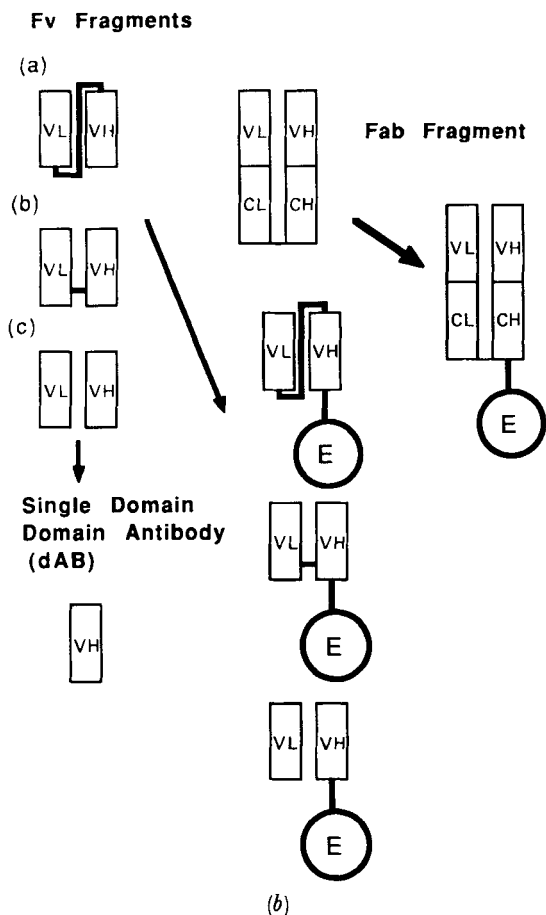 Fv Fragments
(a)
VL VH
(b)
VL VH
(c)
VL VH
Single Domain
Domain Antibody
(dAB)
VH
VL VH
CL CH
Fab Fragment
VL VH
CL CH
E
VL VH
E
VL VH
E
VL VH
E
(b)